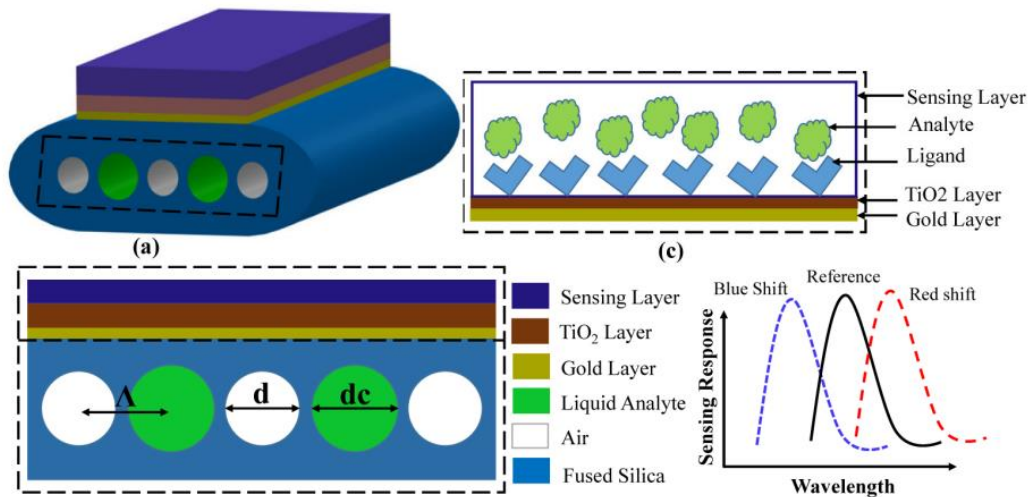 (a)
Sensing Layer
Analyte
Ligand
TiO2 Layer
Gold Layer
(c)
Λ
d
dc
Sensing Layer
TiO₂ Layer
Gold Layer
Liquid Analyte
Air
Fused Silica
Reference
Blue Shift
Red shift
Sensing Response
Wavelength